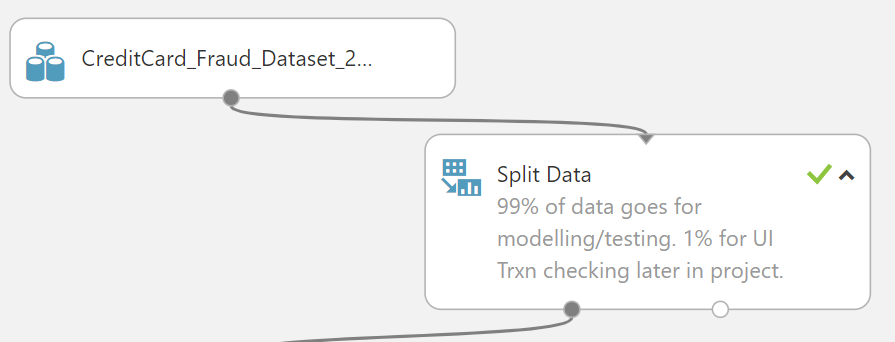 CreditCard_Fraud_Dataset_2...
Split Data
99% of data goes for
modelling/testing. 1% for UI
Trxn checking later in project.